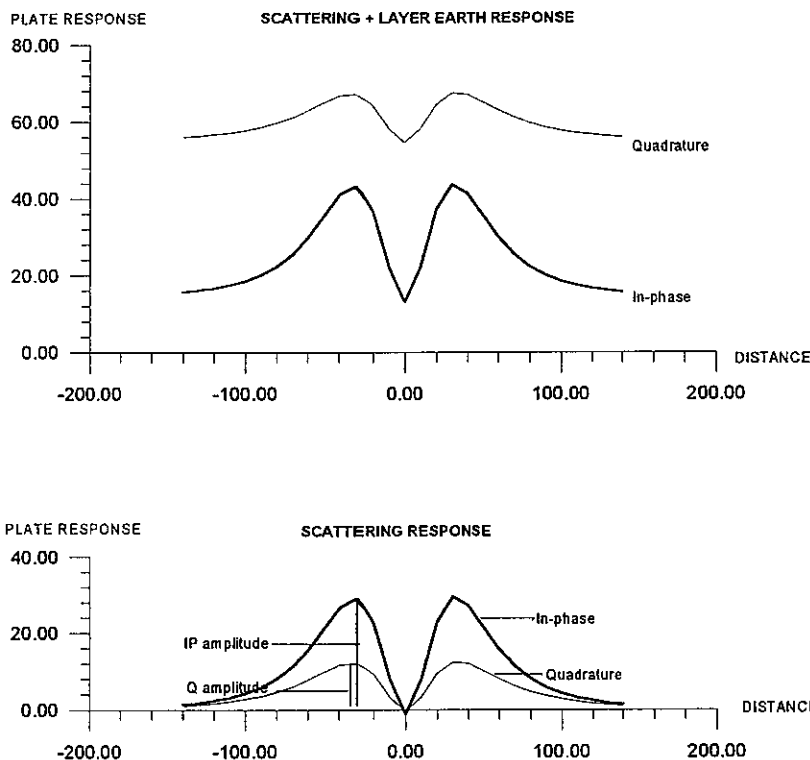 PLATE RESPONSE
SCATTERING + LAYER EARTH RESPONSE
80.00
60.00
Quadrature
40.00
20.00
In-phase
0.00
DISTANCE
-200.00 -100.00 0.00 100.00 200.00
PLATE RESPONSE
SCATTERING RESPONSE
40.00
In-phase
20.00
IP amplitude
Quadrature
Q amplitude
0.00
DISTANCE
-200.00 -100.00 0.00 100.00 200.00